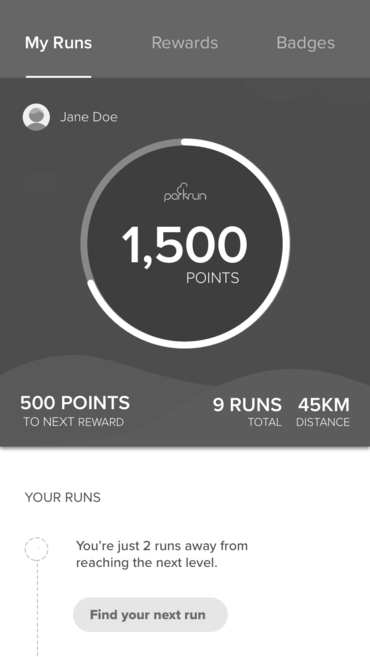 My Runs Rewards Badges
Jane Doe
parkrun
1,500
POINTS
500 POINTS 9 RUNS 45KM
TO NEXT REWARD TOTAL DISTANCE
YOUR RUNS
You're just 2 runs away from
reaching the next level.
Find your next run